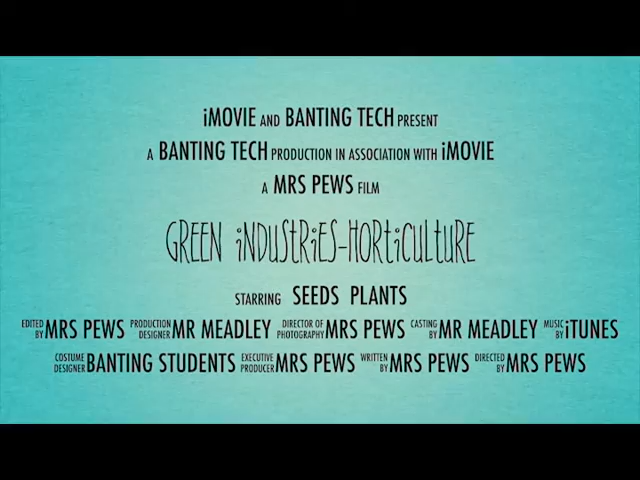 iMOVIE AND BANTING TECH PRESENT
A BANTING TECH PRODUCTION IN ASSOCIATION WITH iMOVIE
A MRS PEWS FILM
GREEN iNDUStRiES-HORtiCULtURE
STARRING SEEDS PLANTS
EDITED BY MRS PEWS PRODUCTION DESIGNER MR MEADLEY DIRECTOR OF PHOTOGRAPHY MRS PEWS CASTING BY MR MEADLEY MUSIC BY iTUNES
COSTUME DESIGNER BANTING STUDENTS EXECUTIVE PRODUCER MRS PEWS WRITTEN BY MRS PEWS DIRECTED BY MRS PEWS